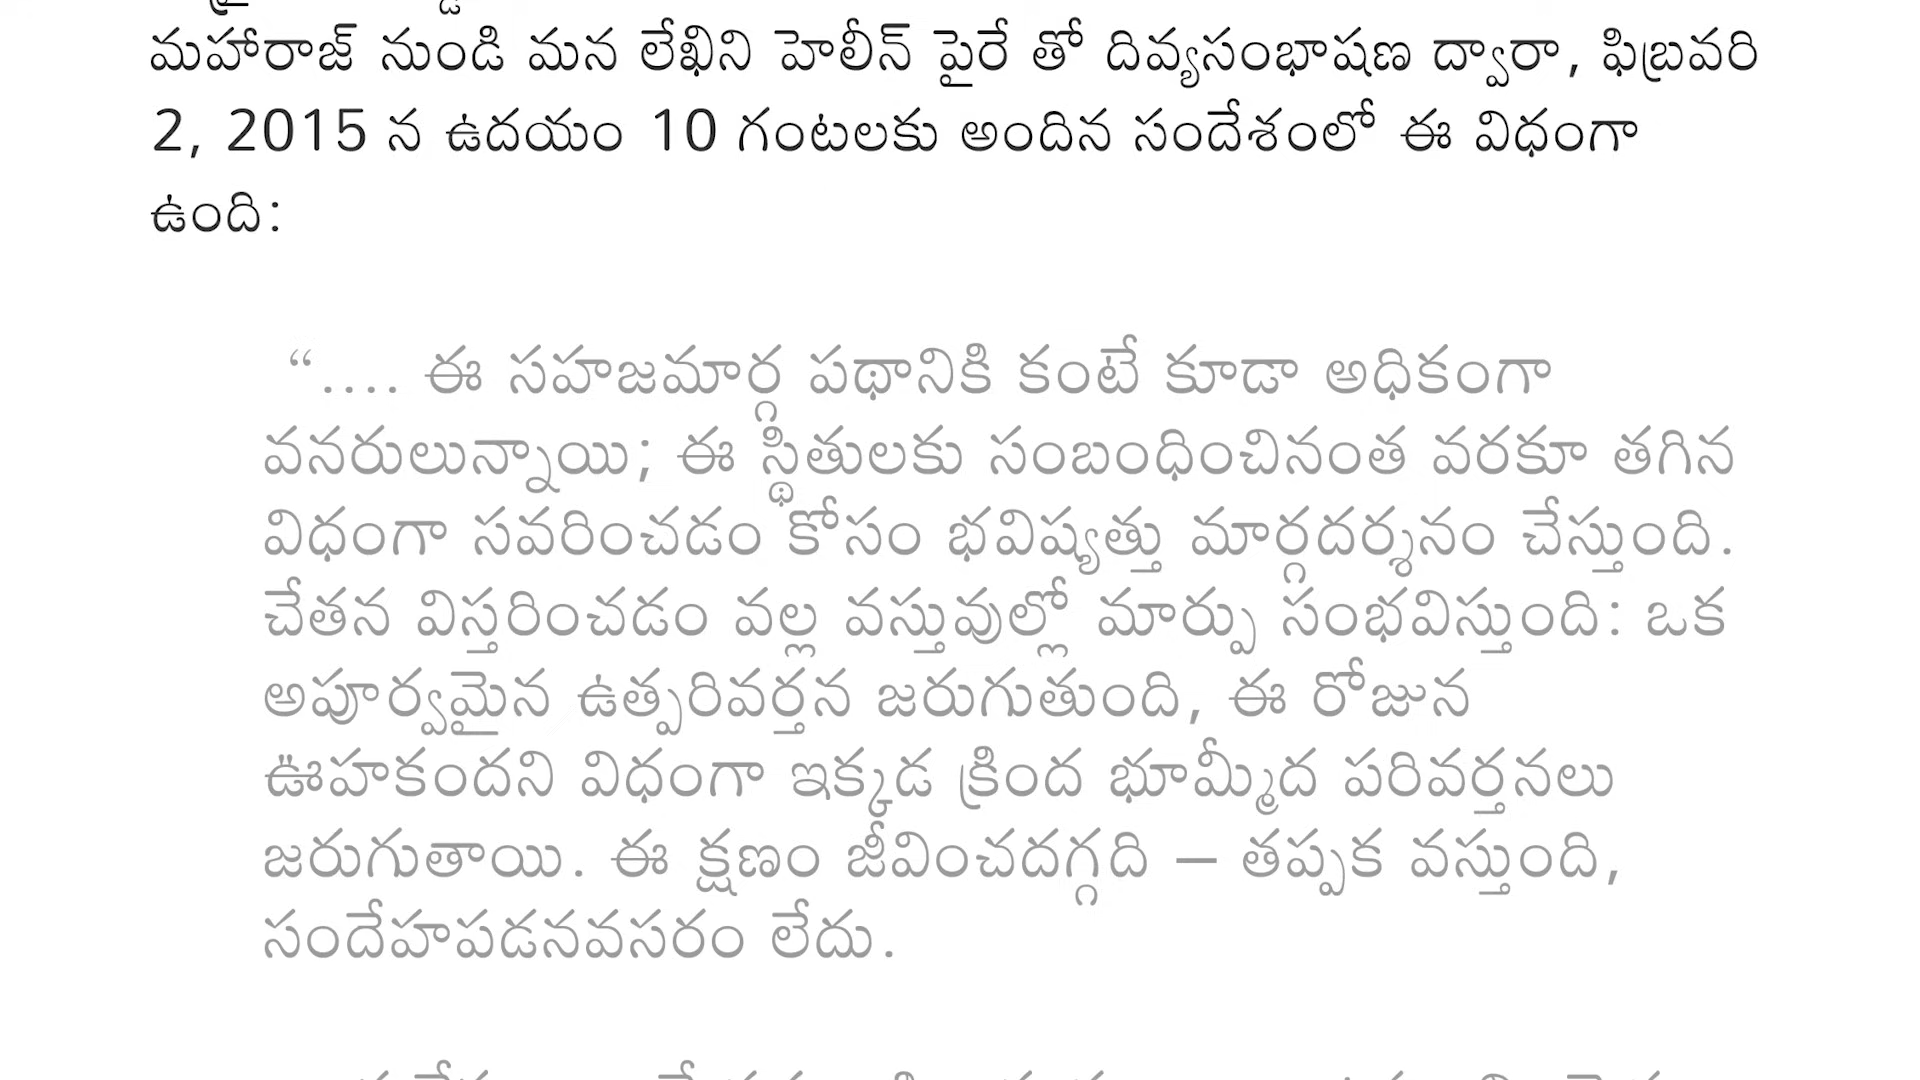 మహారాజ్ నుండి మన లేఖిని హెలీన్ పైరే తో దివ్యసంభాషణ ద్వారా, ఫిబ్రవరి
2, 2015 న ఉదయం 10 గంటలకు అందిన సందేశంలో ఈ విధంగా
ఉంది:
“.... ఈ సహజమార్గ పథానికి కంటే కూడా అధికంగా
వనరులున్నాయి; ఈ స్థితులకు సంబంధించినంత వరకూ తగిన
విధంగా సవరించడం కోసం భవిష్యత్తు మార్గదర్శనం చేస్తుంది.
చేతన విస్తరించడం వల్ల వస్తువుల్లో మార్పు సంభవిస్తుంది: ఒక
అపూర్వమైన ఉత్పరివర్తన జరుగుతుంది, ఈ రోజున
ఊహకందని విధంగా ఇక్కడ క్రింద భూమ్మీద పరివర్తనలు
జరుగుతాయి. ఈ క్షణం జీవించదగ్గది – తప్పక వస్తుంది,
సందేహపడనవసరం లేదు.